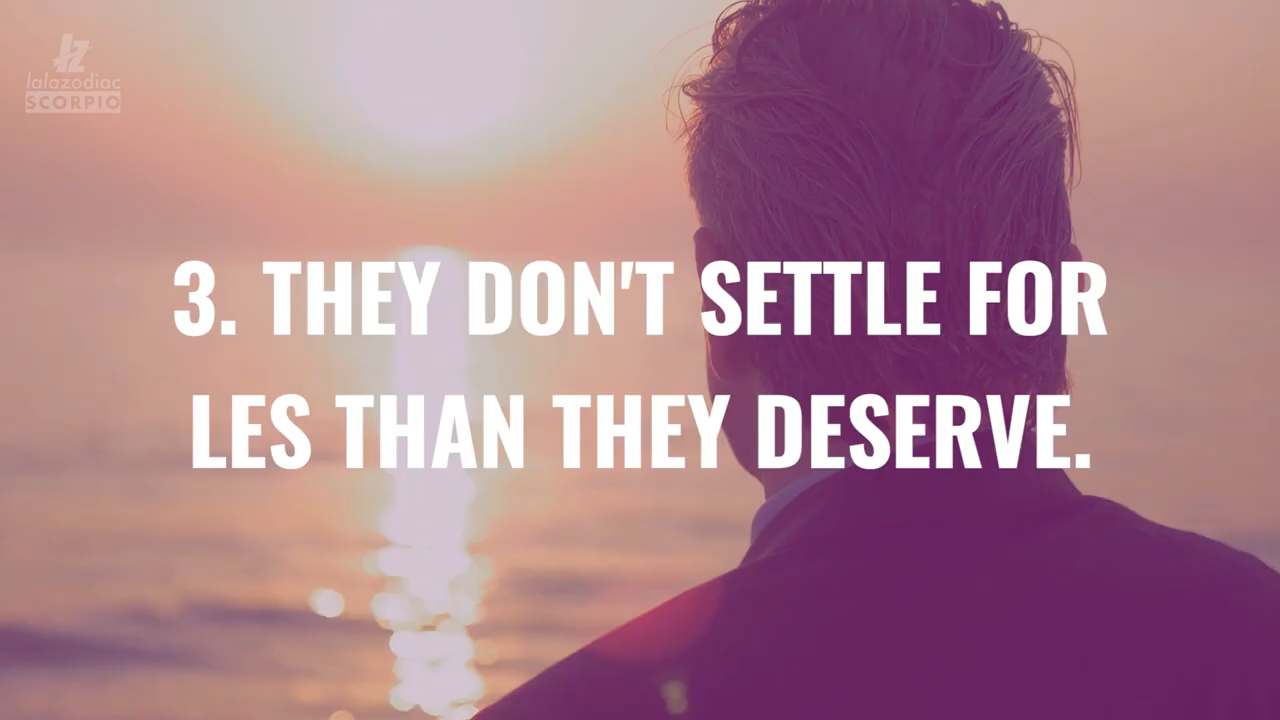 lalazodiac
SCORPIO
3. THEY DON'T SETTLE FOR
LES THAN THEY DESERVE.